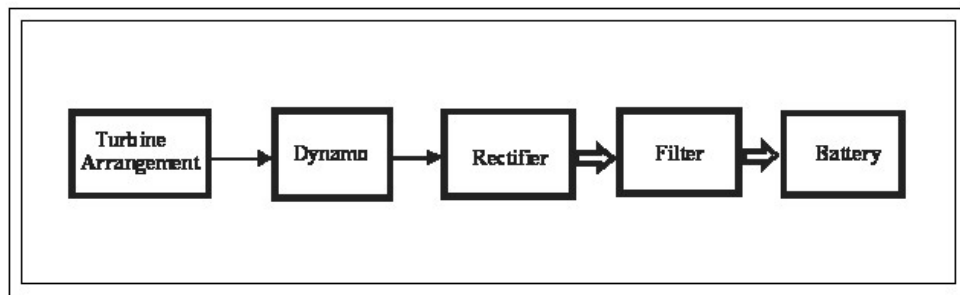 Turbine
Arrangement
Dynamo
Rectifier
Filter
Battery